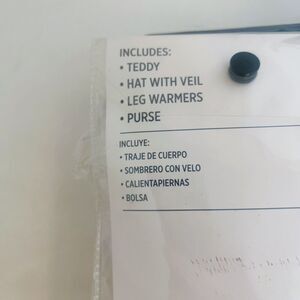 INCLUDES:
• TEDDY
• HAT WITH VEIL
• LEG WARMERS
• PURSE
INCLUYE:
• TRAJE DE CUERPO
• SOMBRERO CON VELO
• CALIENTAPIERNAS
• BOLSA